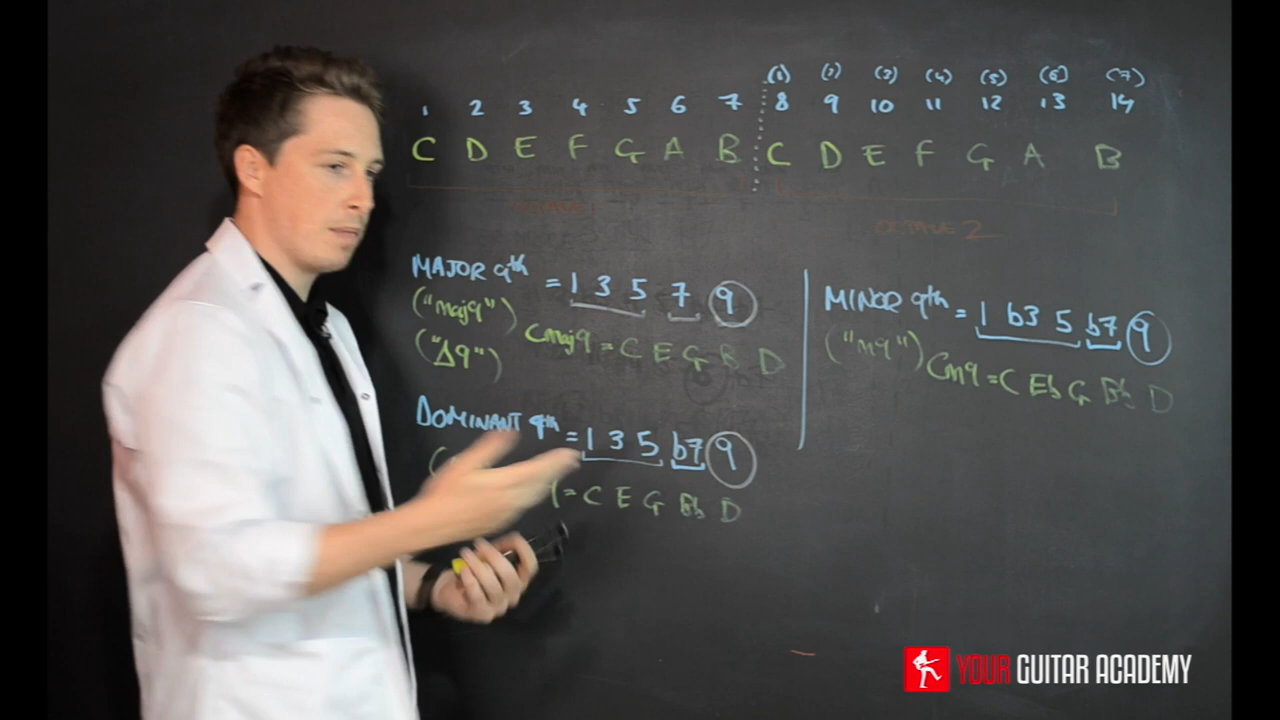 (1) (2) (3) (4) (5) (6) (7)
1 2 3 4 5 6 7 8 9 10 11 12 13 14
C D E F G A B C D E F G A B
OCTAVE 2
MAJOR 9th = 1 3 5 7 9
("maj9") Cmaj9 = C E G B D
("Δ9")
DOMINANT 9th = 1 3 5 b7 9
= C E G Bb D
MINOR 9th = 1 b3 5 b7 9
("m9") Cm9 = C Eb G Bb D
YOUR GUITAR ACADEMY